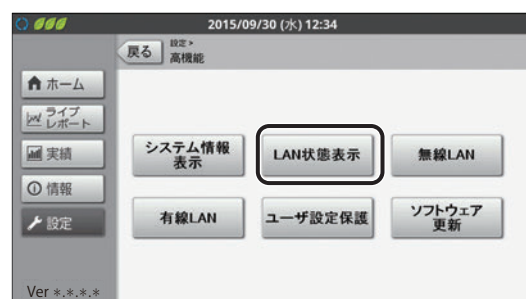 2015/09/30 (水) 12:34
戻る
設定>
高機能
ホーム
ライブ
レポート
実績
情報
設定
システム情報
表示
LAN状態表示
無線LAN
有線LAN
ユーザ設定保護
ソフトウェア
更新
Ver *.*.*.*